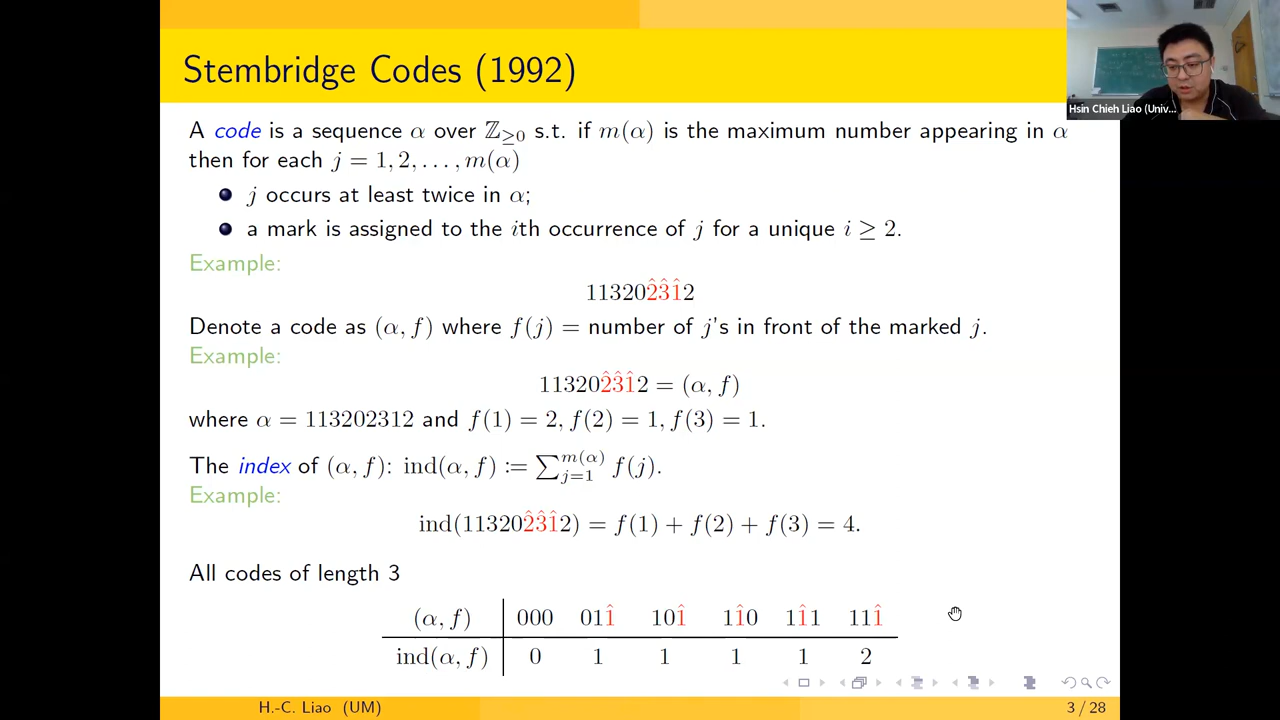 Stembridge Codes (1992)
Hsin Chieh Liao (Univ...
A code is a sequence α over ℤ≥0 s.t. if m(α) is the maximum number appearing in α
then for each j = 1, 2, . . . , m(α)
j occurs at least twice in α;
a mark is assigned to the ith occurrence of j for a unique i ≥ 2.
Example:
113202̂3̂1̂2
Denote a code as (α, f) where f(j) = number of j's in front of the marked j.
Example:
113202̂3̂1̂2 = (α, f)
where α = 113202312 and f(1) = 2, f(2) = 1, f(3) = 1.
The index of (α, f): ind(α, f) := ∑_{j=1}^{m(α)} f(j).
Example:
ind(113202̂3̂1̂2) = f(1) + f(2) + f(3) = 4.
All codes of length 3
(α, f) 000 011̂ 101̂ 11̂0 11̂1 111̂
ind(α, f) 0 1 1 1 1 2
H.-C. Liao (UM) 3 / 28